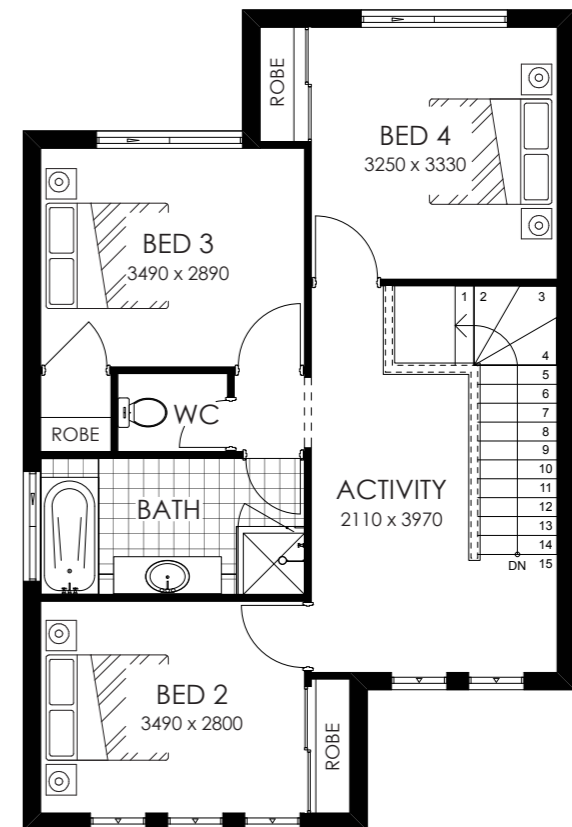 ROBE
BED 4
3250 x 3330
BED 3
3490 x 2890
1
2
3
4
5
6
7
8
9
10
11
12
13
14
15
DN
WC
ROBE
BATH
ACTIVITY
2110 x 3970
BED 2
3490 x 2800
ROBE